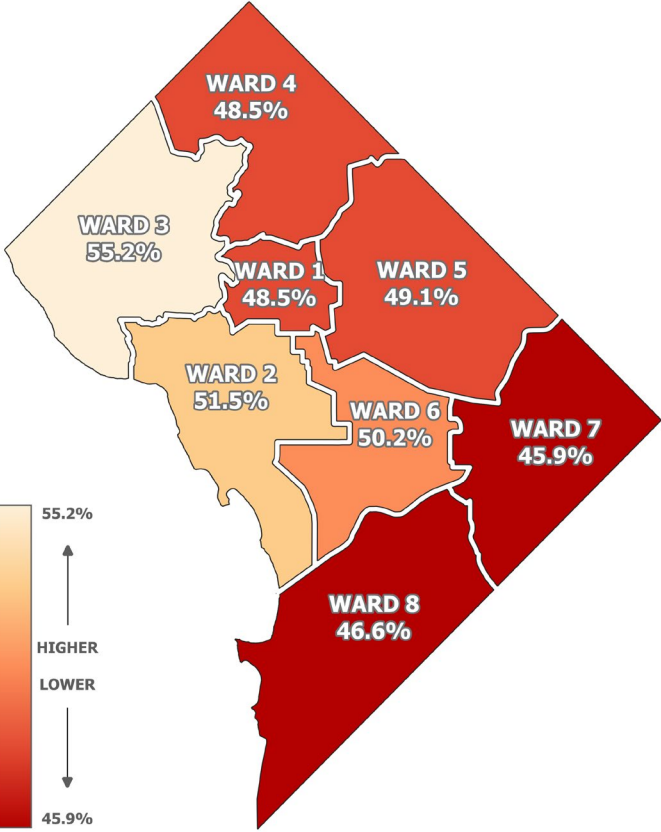 WARD 4
48.5%
WARD 3
55.2%
WARD 1
48.5%
WARD 5
49.1%
WARD 2
51.5%
WARD 6
50.2%
WARD 7
45.9%
WARD 8
46.6%
55.2%
HIGHER
LOWER
45.9%